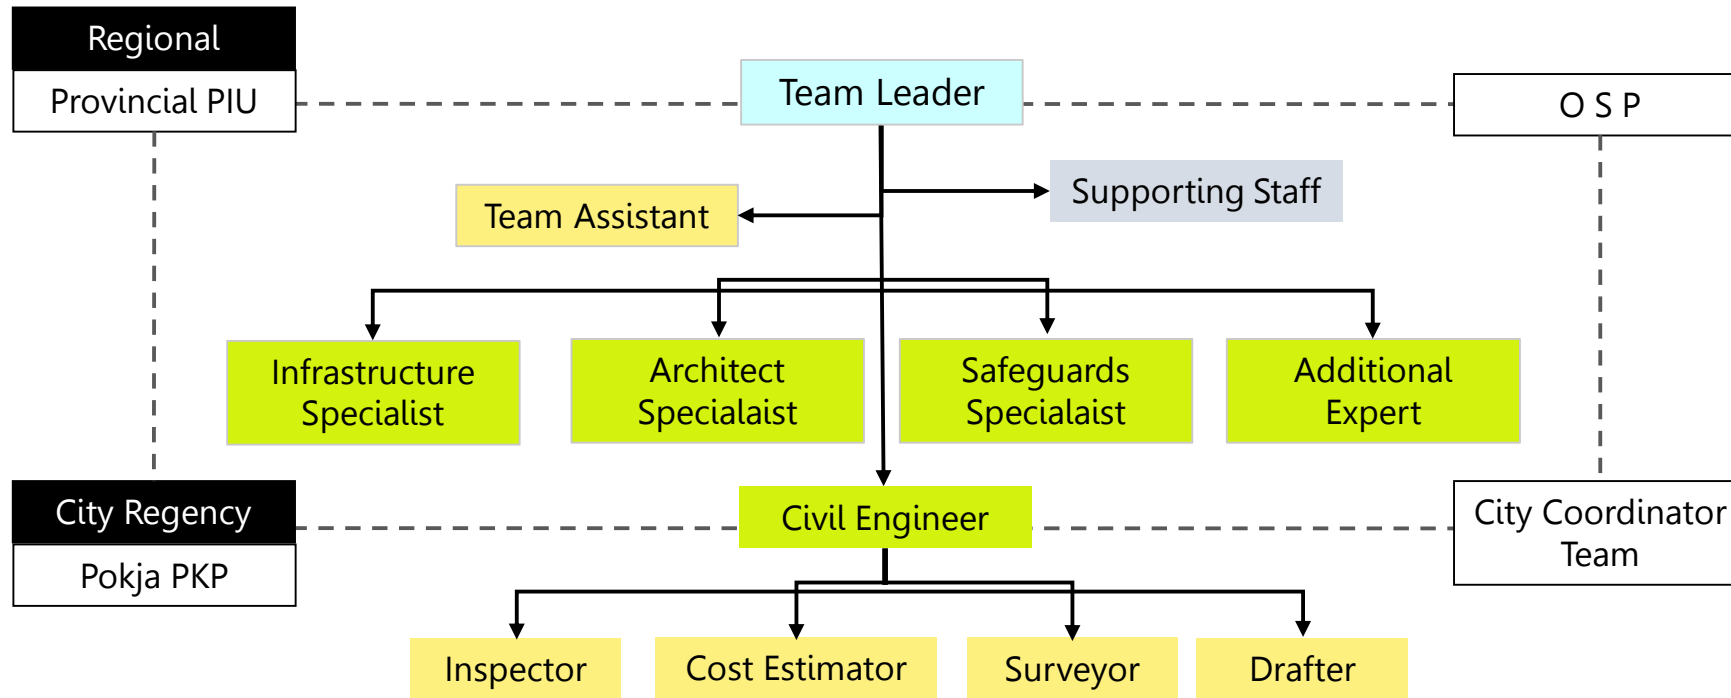 Regional
Provincial PIU
Team Leader
O S P
Supporting Staff
Team Assistant
Infrastructure
Specialist
Architect
Specialaist
Safeguards
Specialaist
Additional
Expert
City Regency
Pokja PKP
Civil Engineer
City Coordinator
Team
Inspector
Cost Estimator
Surveyor
Drafter